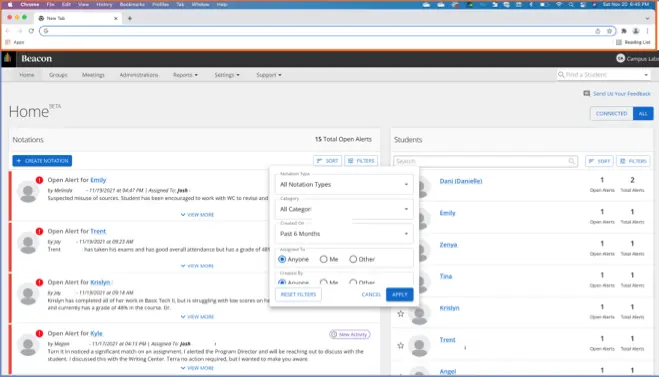 Chrome File Edit View History Bookmarks Profiles Tab Window Help
Sat Nov 20 6:45 PM
New Tab
Apps
Reading List
Beacon
Campus Labs
Home Groups Meetings Administrations Reports Settings Support
Find a Student
Send Us Your Feedback
Home BETA
CONNECTED ALL
Notations
15 Total Open Alerts
+ CREATE NOTATION
SORT FILTERS
Open Alert for Emily
by Melinda - 11/19/2021 at 04:47 PM | Assigned To: Josh -
Suspected misuse of sources. Student has been encouraged to work with WC to revise and
VIEW MORE
Open Alert for Trent
by Jay - 11/19/2021 at 09:23 AM
Trent has taken his exams and has good overall attendance but has a grade of 48%
VIEW MORE
Open Alert for Krislyn
by Jay - 11/19/2021 at 09:18 AM
Krislyn has completed all of her work in Basic Tech II, but is struggling with low scores on he
and currently has a grade of 48% in the course. GI.
VIEW MORE
Open Alert for Kyle
New Activity
by Megan - 11/17/2021 at 04:15 PM | Assigned To: Josh
Turn It In noticed a significant match on an assignment. I alerted the Program Director and will be reaching out to discuss with the
student. I discussed this with the Writing Center. Terra no action required, but I wanted to make you aware.
Notation Type
All Notation Types
Category
All Categori
Created On
Past 6 Months
Assigned To
Anyone Me Other
Created By
Anyone Me Other
RESET FILTERS CANCEL APPLY
Students
Search
SORT FILTERS
Dani (Danielle)
1 2
Open Alerts Total Alerts
Emily
1 1
Open Alerts Total Alerts
Zeniya
1 1
Open Alerts Total Alerts
Tina
1 1
Open Alerts Total Alerts
Krislyn
1 1
Open Alerts Total Alerts
Trent
1 1
Open Alerts Total Alerts
Angel
1 1